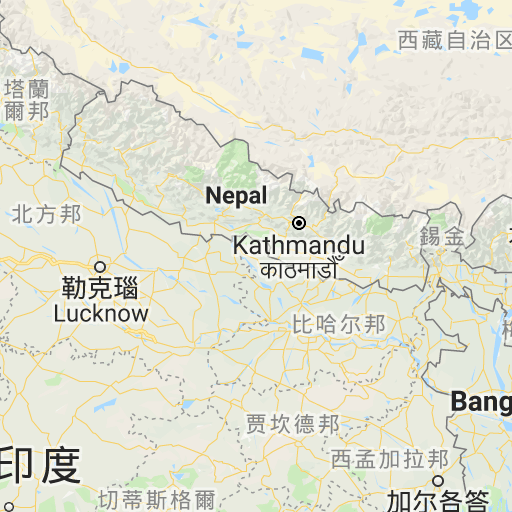 西藏自治区
塔蘭
爾邦
Nepal
北方邦
錫金
Kathmandu
काठमाडौं
勒克瑙
Lucknow
比哈尔邦
Bang
贾坎德邦
印度
西孟加拉邦
切蒂斯格爾
加尔各答